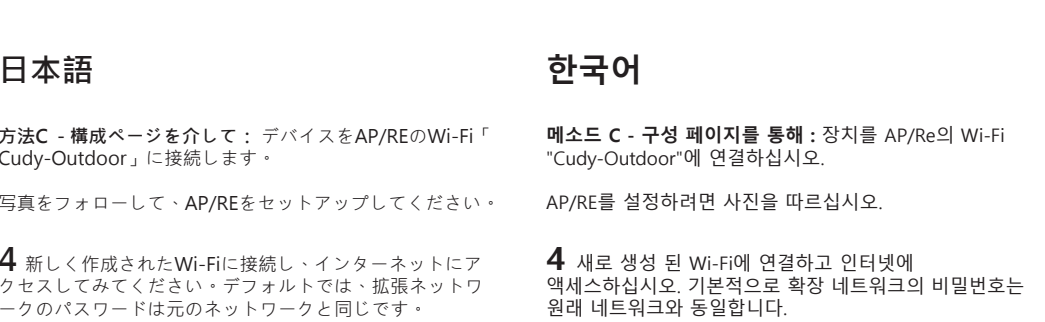 日本語
方法C - 構成ページを介して： デバイスをAP/REのWi-Fi「
Cudy-Outdoor」に接続します。
写真をフォローして、AP/REをセットアップしてください。
4 新しく作成されたWi-Fiに接続し、インターネットにア
クセスしてみてください。デフォルトでは、拡張ネットワ
ークのパスワードは元のネットワークと同じです。
한국어
메소드 C - 구성 페이지를 통해 : 장치를 AP/Re의 Wi-Fi
"Cudy-Outdoor"에 연결하십시오.
AP/RE를 설정하려면 사진을 따르십시오.
4 새로 생성 된 Wi-Fi에 연결하고 인터넷에
액세스하십시오. 기본적으로 확장 네트워크의 비밀번호는
원래 네트워크와 동일합니다.